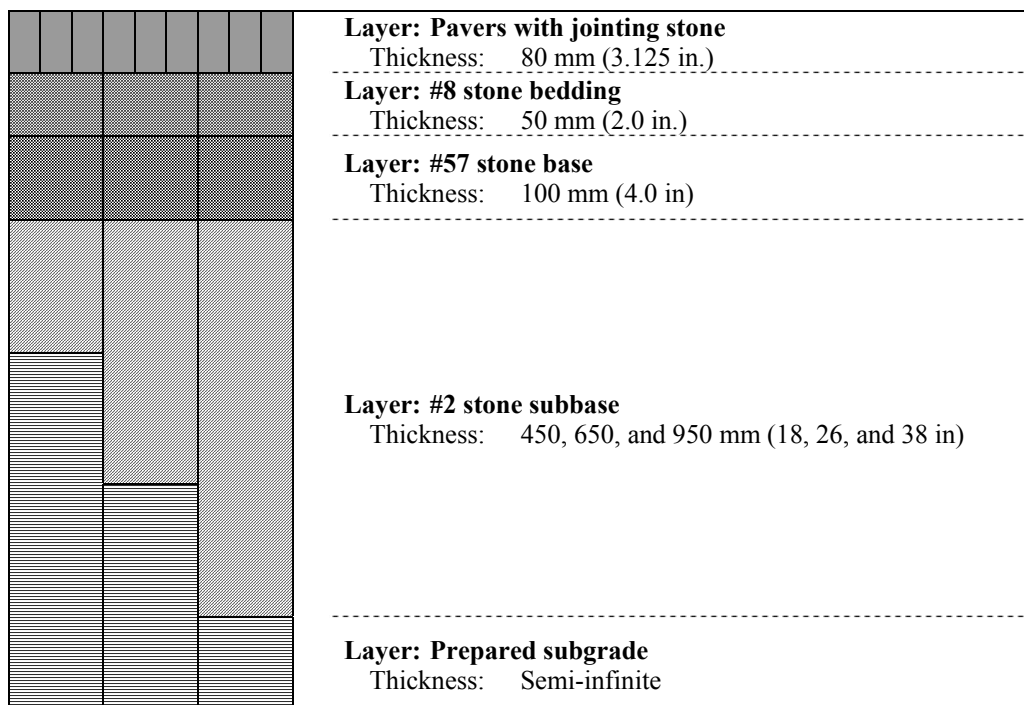 Layer: Pavers with jointing stone
Thickness: 80 mm (3.125 in.)
Layer: #8 stone bedding
Thickness: 50 mm (2.0 in.)
Layer: #57 stone base
Thickness: 100 mm (4.0 in)
Layer: #2 stone subbase
Thickness: 450, 650, and 950 mm (18, 26, and 38 in)
Layer: Prepared subgrade
Thickness: Semi-infinite